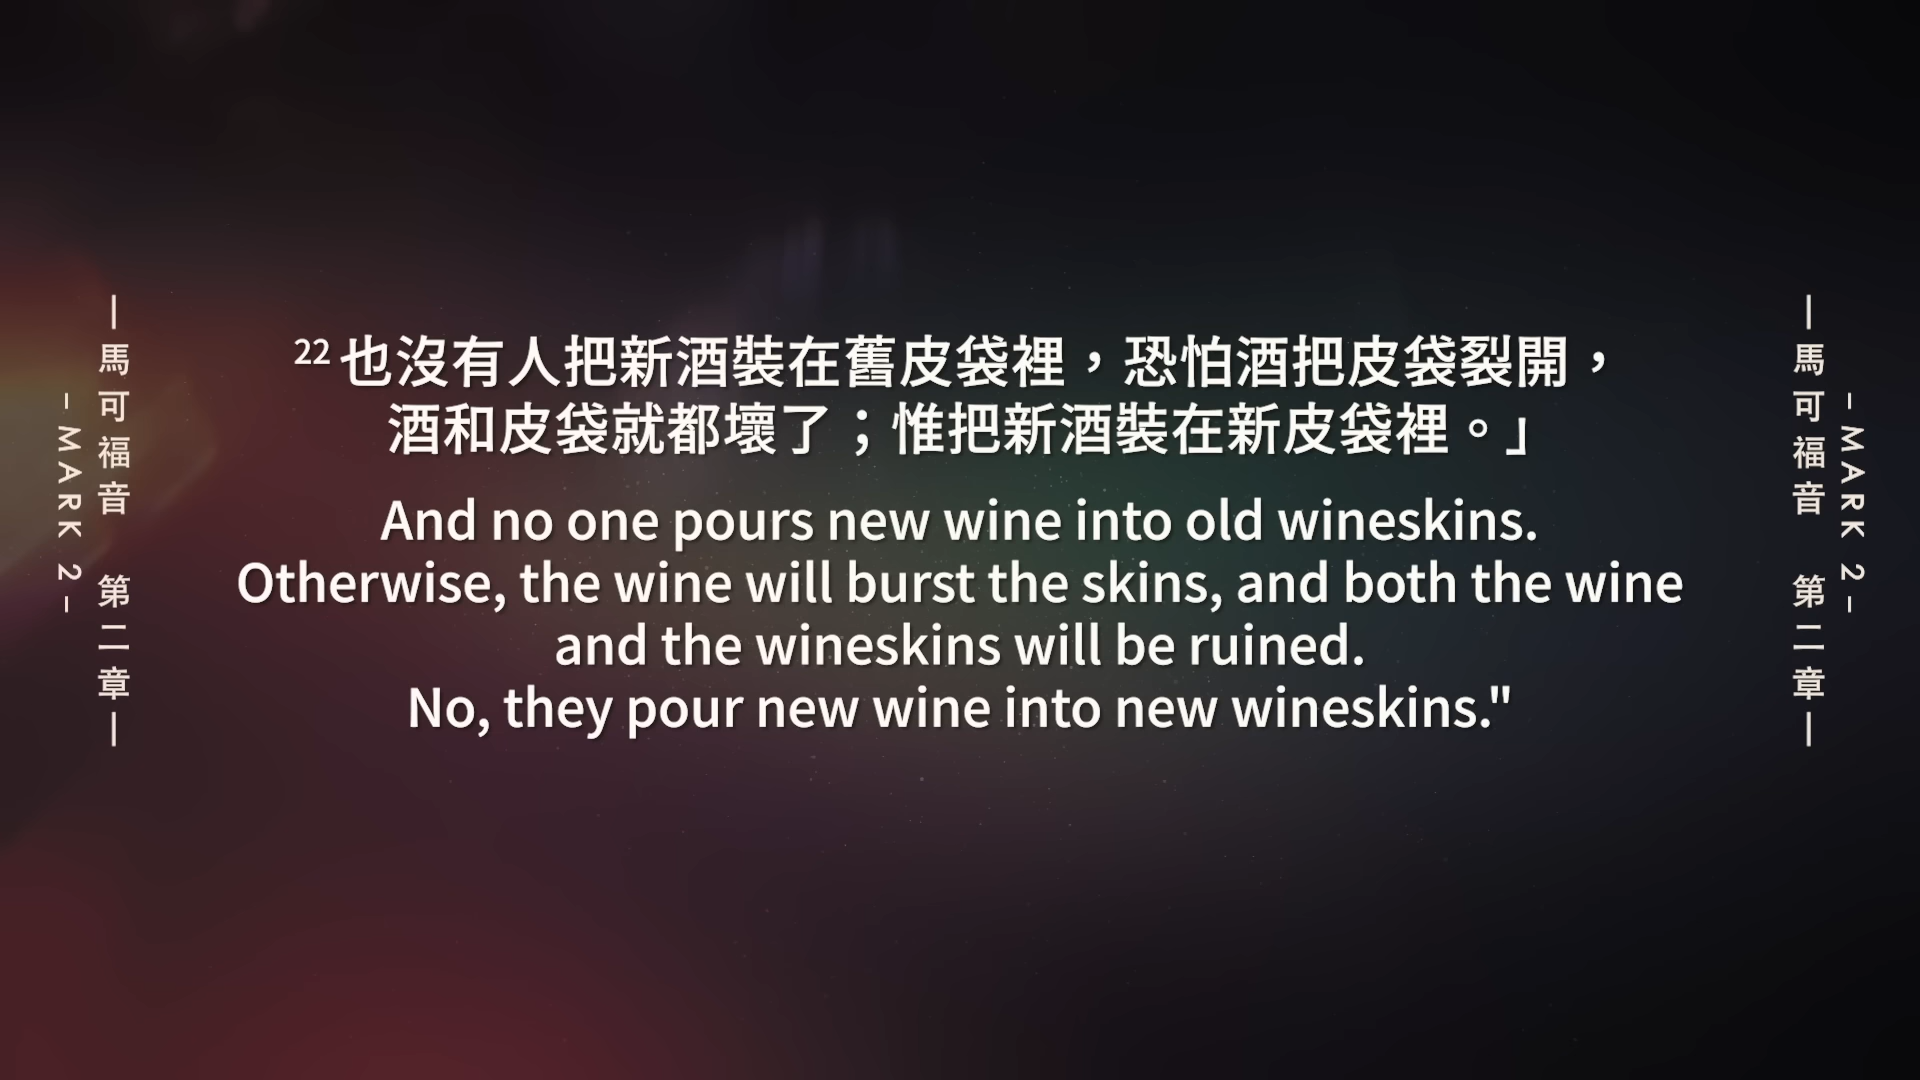 — 馬可福音 第二章 —
– MARK 2 –
22 也沒有人把新酒裝在舊皮袋裡，恐怕酒把皮袋裂開，
酒和皮袋就都壞了；惟把新酒裝在新皮袋裡。」
And no one pours new wine into old wineskins.
Otherwise, the wine will burst the skins, and both the wine
and the wineskins will be ruined.
No, they pour new wine into new wineskins."
– MARK 2 –
— 馬可福音 第二章 —